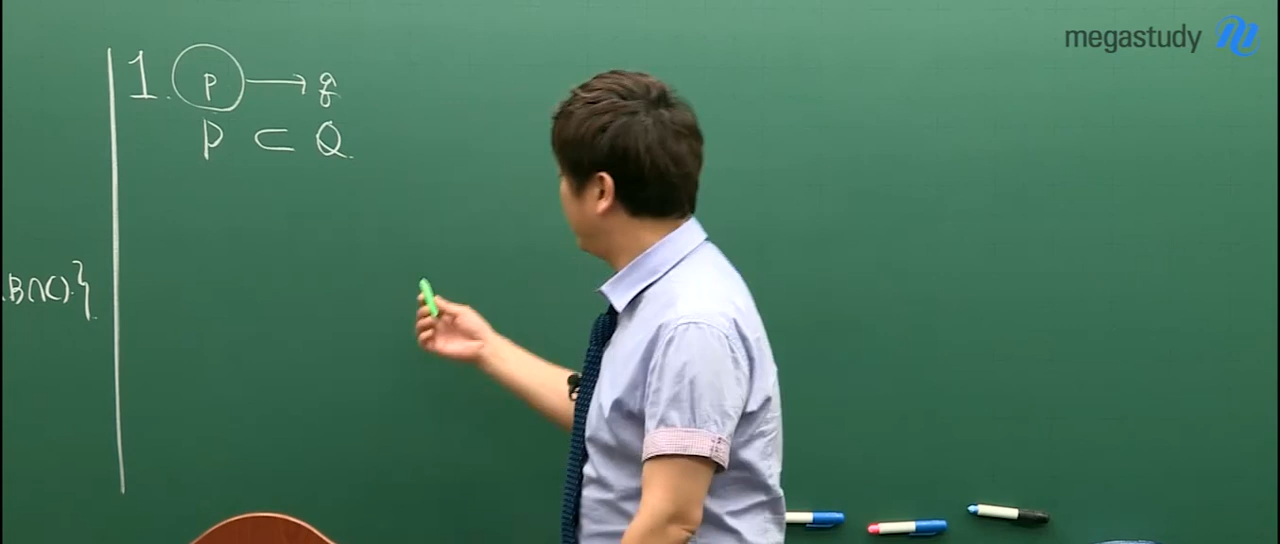 megastudy
1. p → q
P ⊂ Q.
B∩C).}